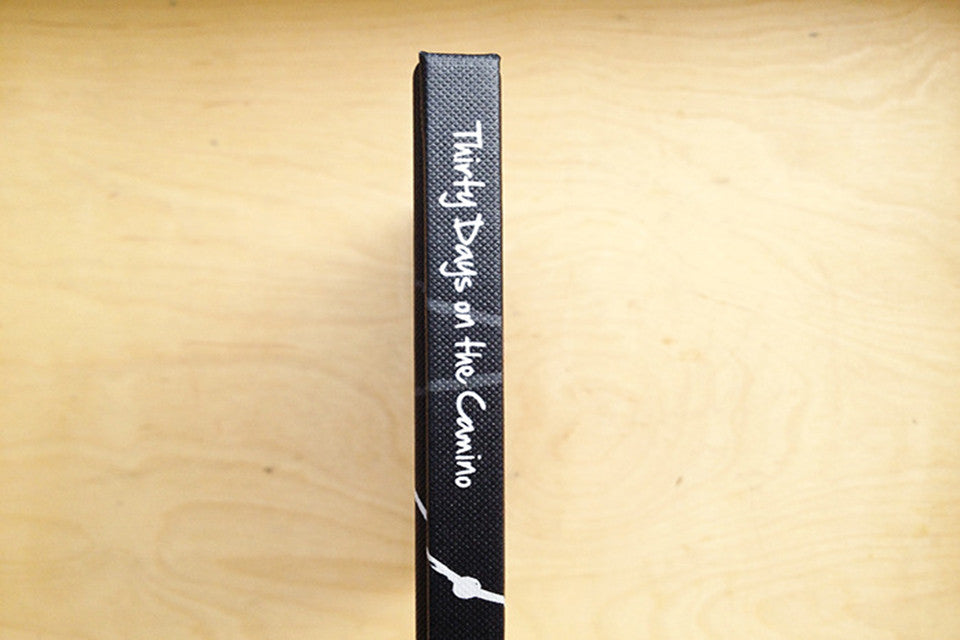 Thirty Days on the Camino